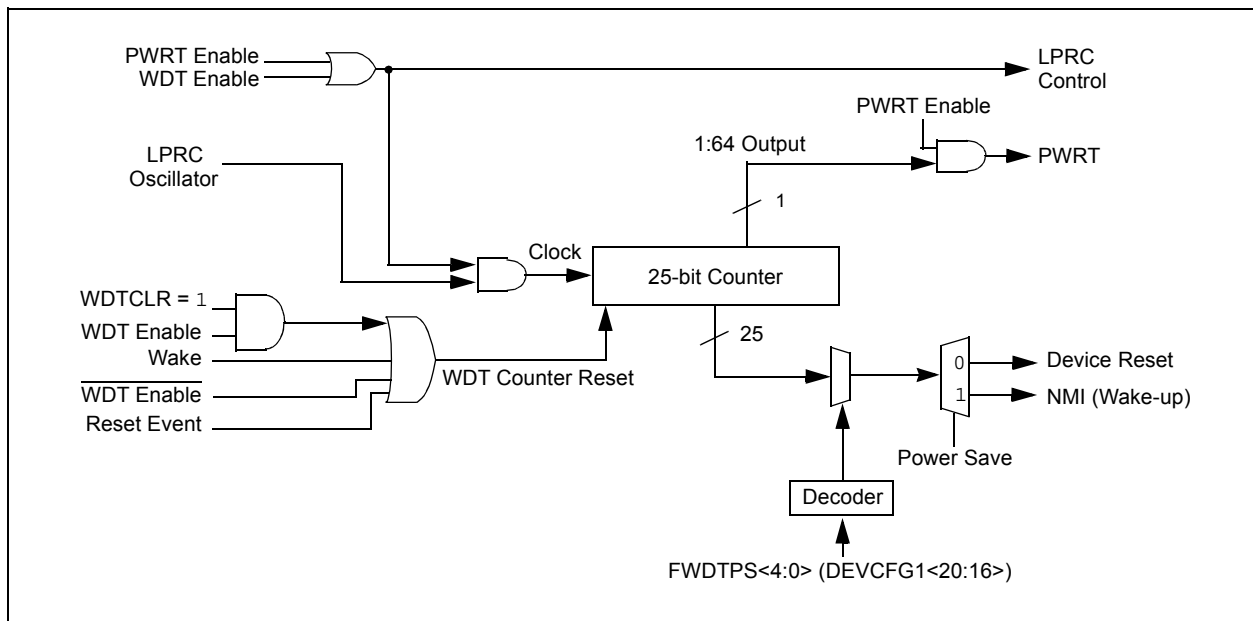 PWRT Enable
WDT Enable
LPRC
Control
PWRT Enable
1:64 Output
LPRC
Oscillator
PWRT
1
Clock
25-bit Counter
WDTCLR = 1
WDT Enable
Wake
WDT Enable
Reset Event
WDT Counter Reset
25
0
1
Device Reset
NMI (Wake-up)
Power Save
Decoder
FWDTPS<4:0> (DEVCFG1<20:16>)